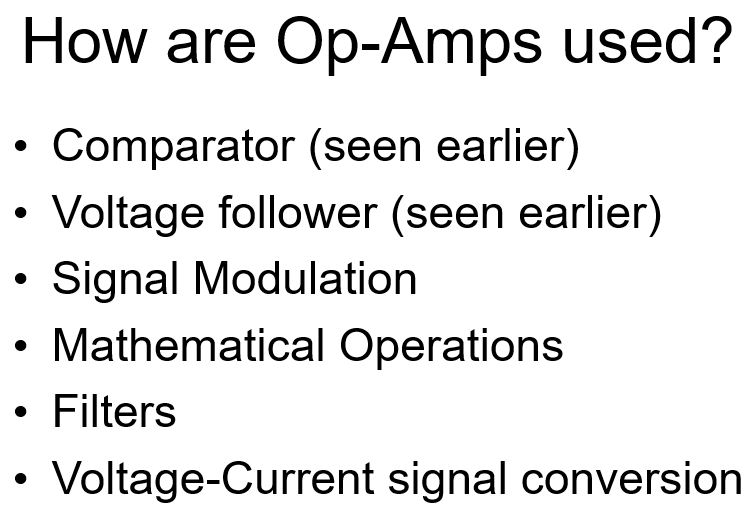 How are Op-Amps used?
• Comparator (seen earlier)
• Voltage follower (seen earlier)
• Signal Modulation
• Mathematical Operations
• Filters
• Voltage-Current signal conversion